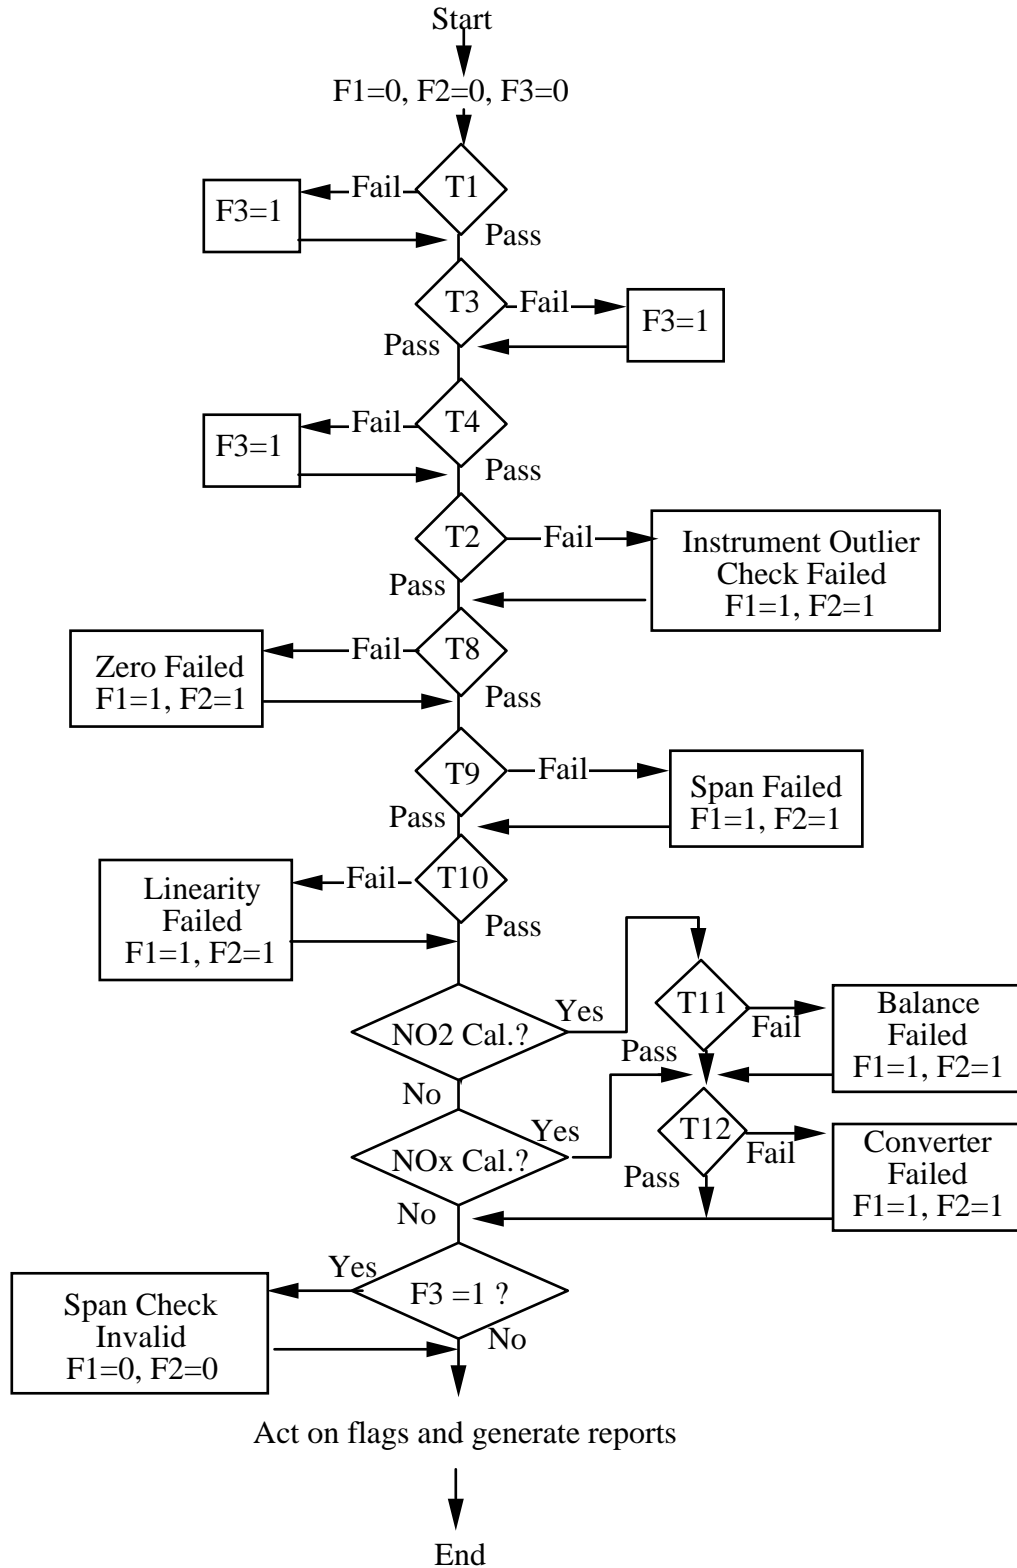 Start
F1=0, F2=0, F3=0
T1
Fail
F3=1
Pass
T3
Fail
F3=1
Pass
T4
Fail
F3=1
Pass
T2
Fail
Instrument Outlier
Check Failed
F1=1, F2=1
Pass
T8
Fail
Zero Failed
F1=1, F2=1
Pass
T9
Fail
Span Failed
F1=1, F2=1
Pass
T10
Fail
Linearity
Failed
F1=1, F2=1
Pass
NO2 Cal.?
Yes
T11
Fail
Balance
Failed
F1=1, F2=1
Pass
No
NOx Cal.?
Yes
T12
Fail
Converter
Failed
F1=1, F2=1
Pass
No
F3 =1 ?
Yes
Span Check
Invalid
F1=0, F2=0
No
Act on flags and generate reports
End